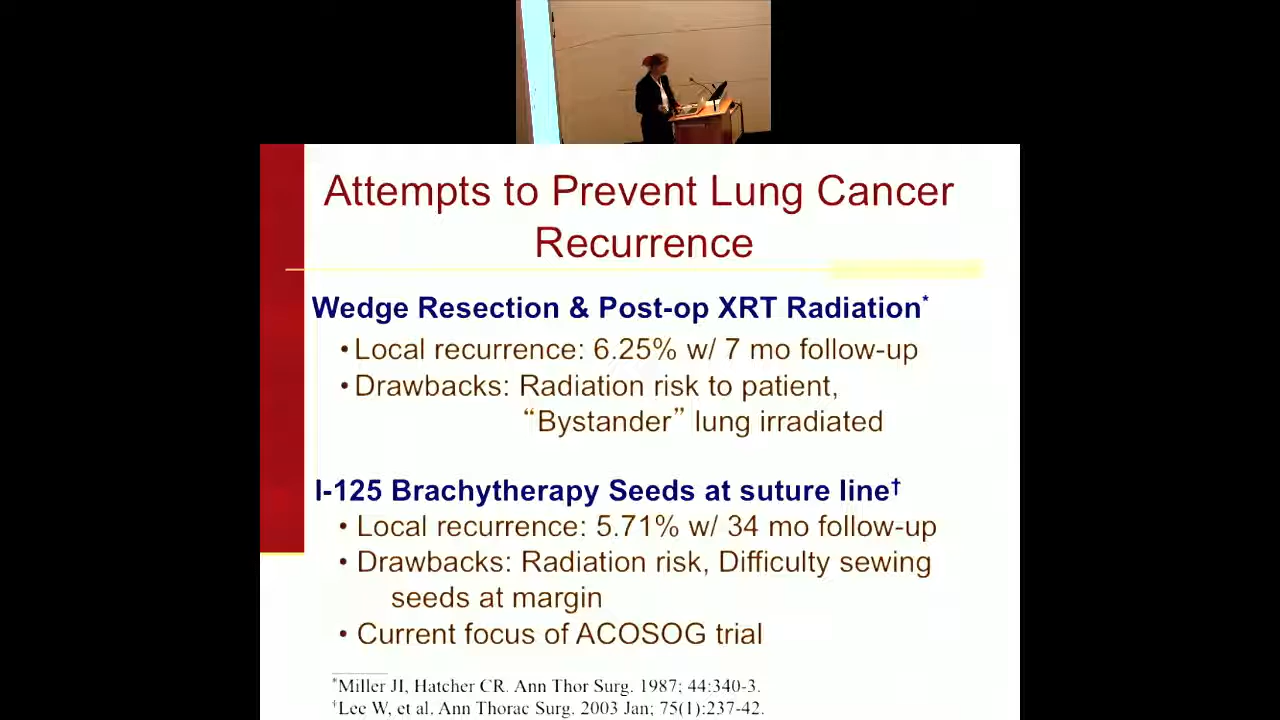 Attempts to Prevent Lung Cancer
Recurrence
Wedge Resection & Post-op XRT Radiation*
•Local recurrence: 6.25% w/ 7 mo follow-up
•Drawbacks: Radiation risk to patient,
“Bystander” lung irradiated
I-125 Brachytherapy Seeds at suture line†
• Local recurrence: 5.71% w/ 34 mo follow-up
• Drawbacks: Radiation risk, Difficulty sewing
seeds at margin
• Current focus of ACOSOG trial
*Miller JI, Hatcher CR. Ann Thor Surg. 1987; 44:340-3.
†Lee W, et al. Ann Thorac Surg. 2003 Jan; 75(1):237-42.